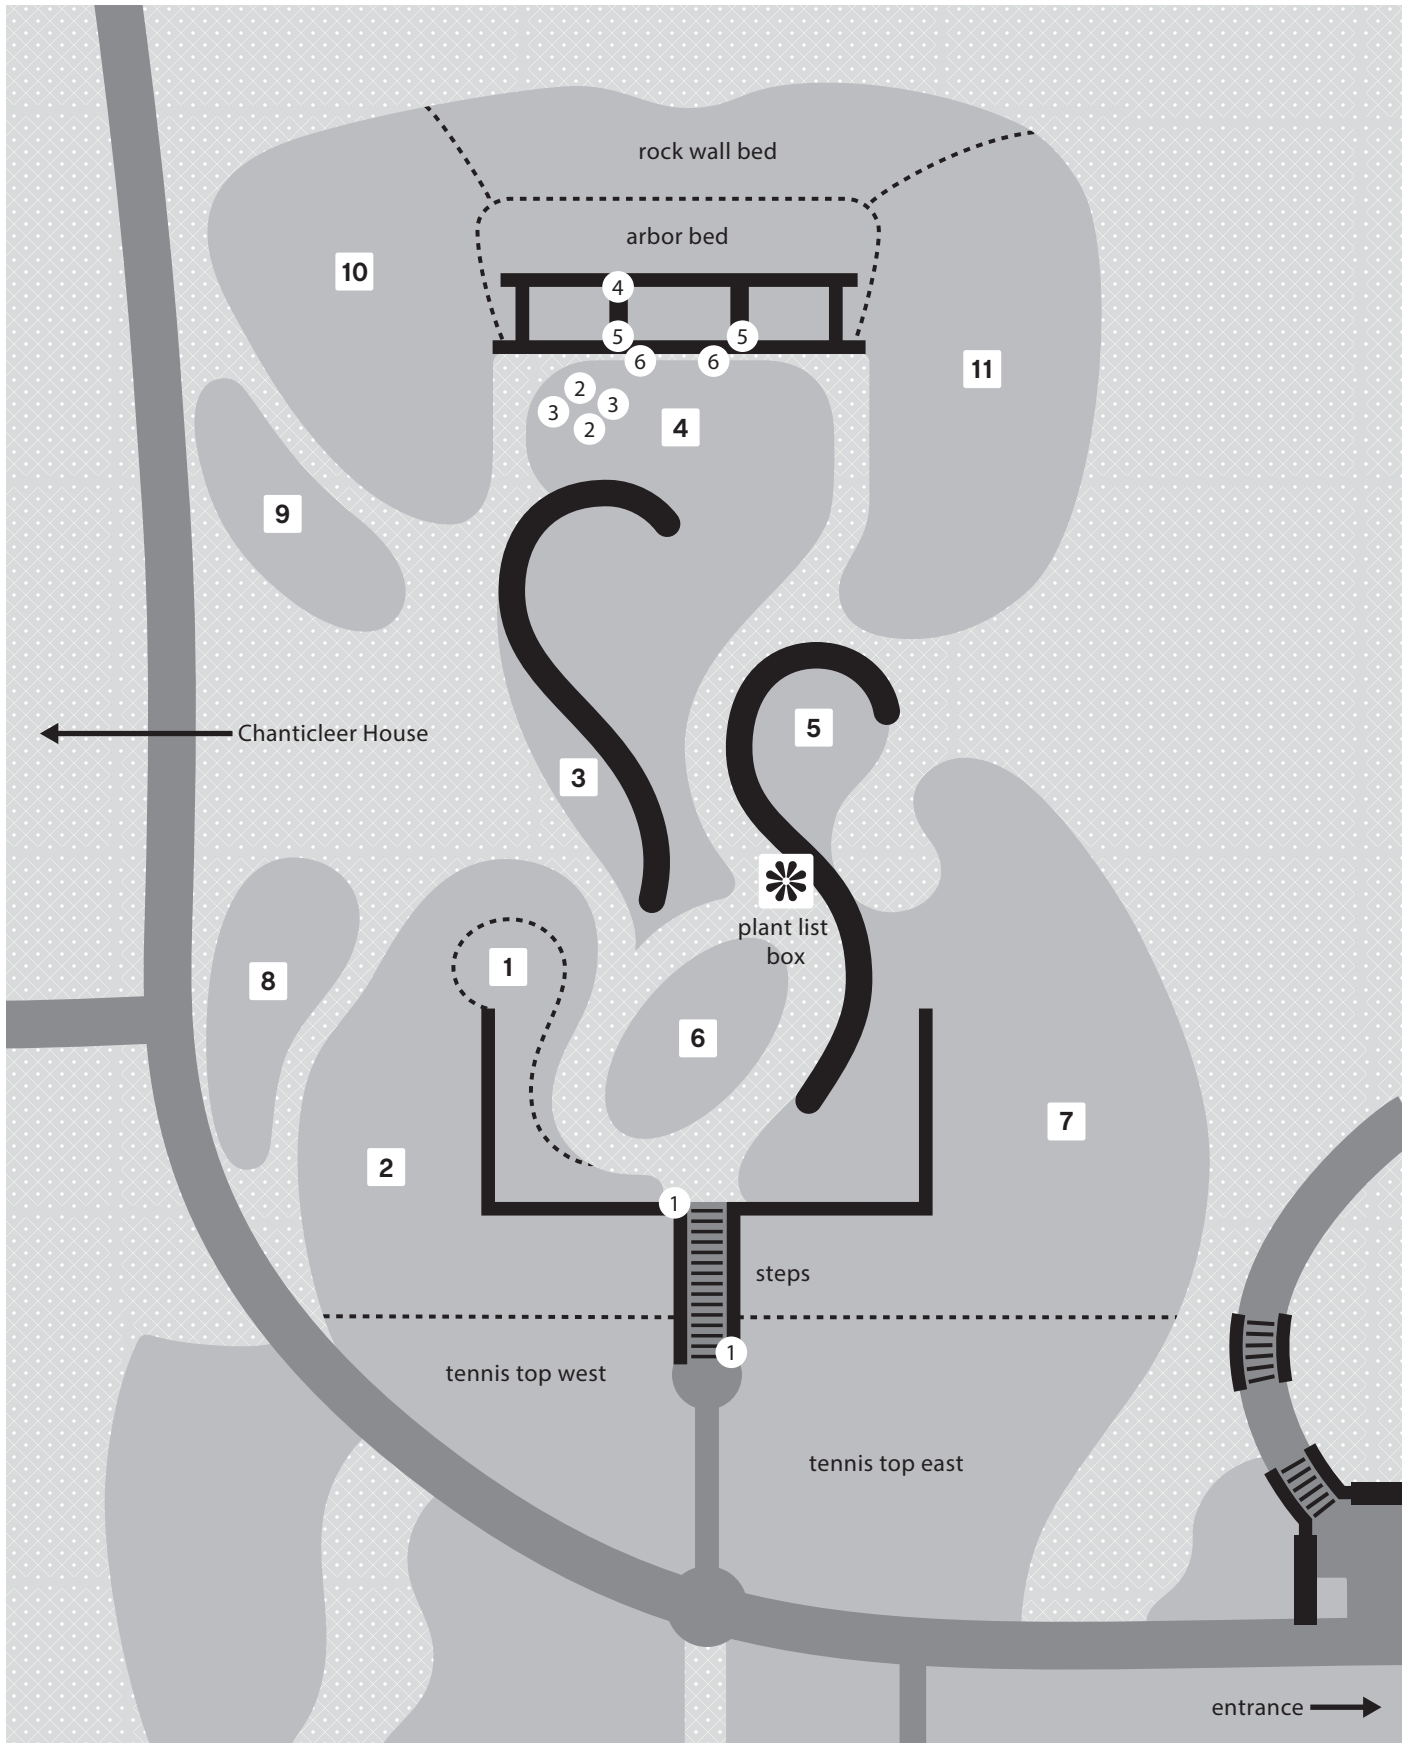 rock wall bed
arbor bed
10
4
5
5
11
6
6
2
3
3
2
4
9
5
Chanticleer House
3
plant list
box
1
8
6
7
2
1
steps
1
tennis top west
tennis top east
entrance